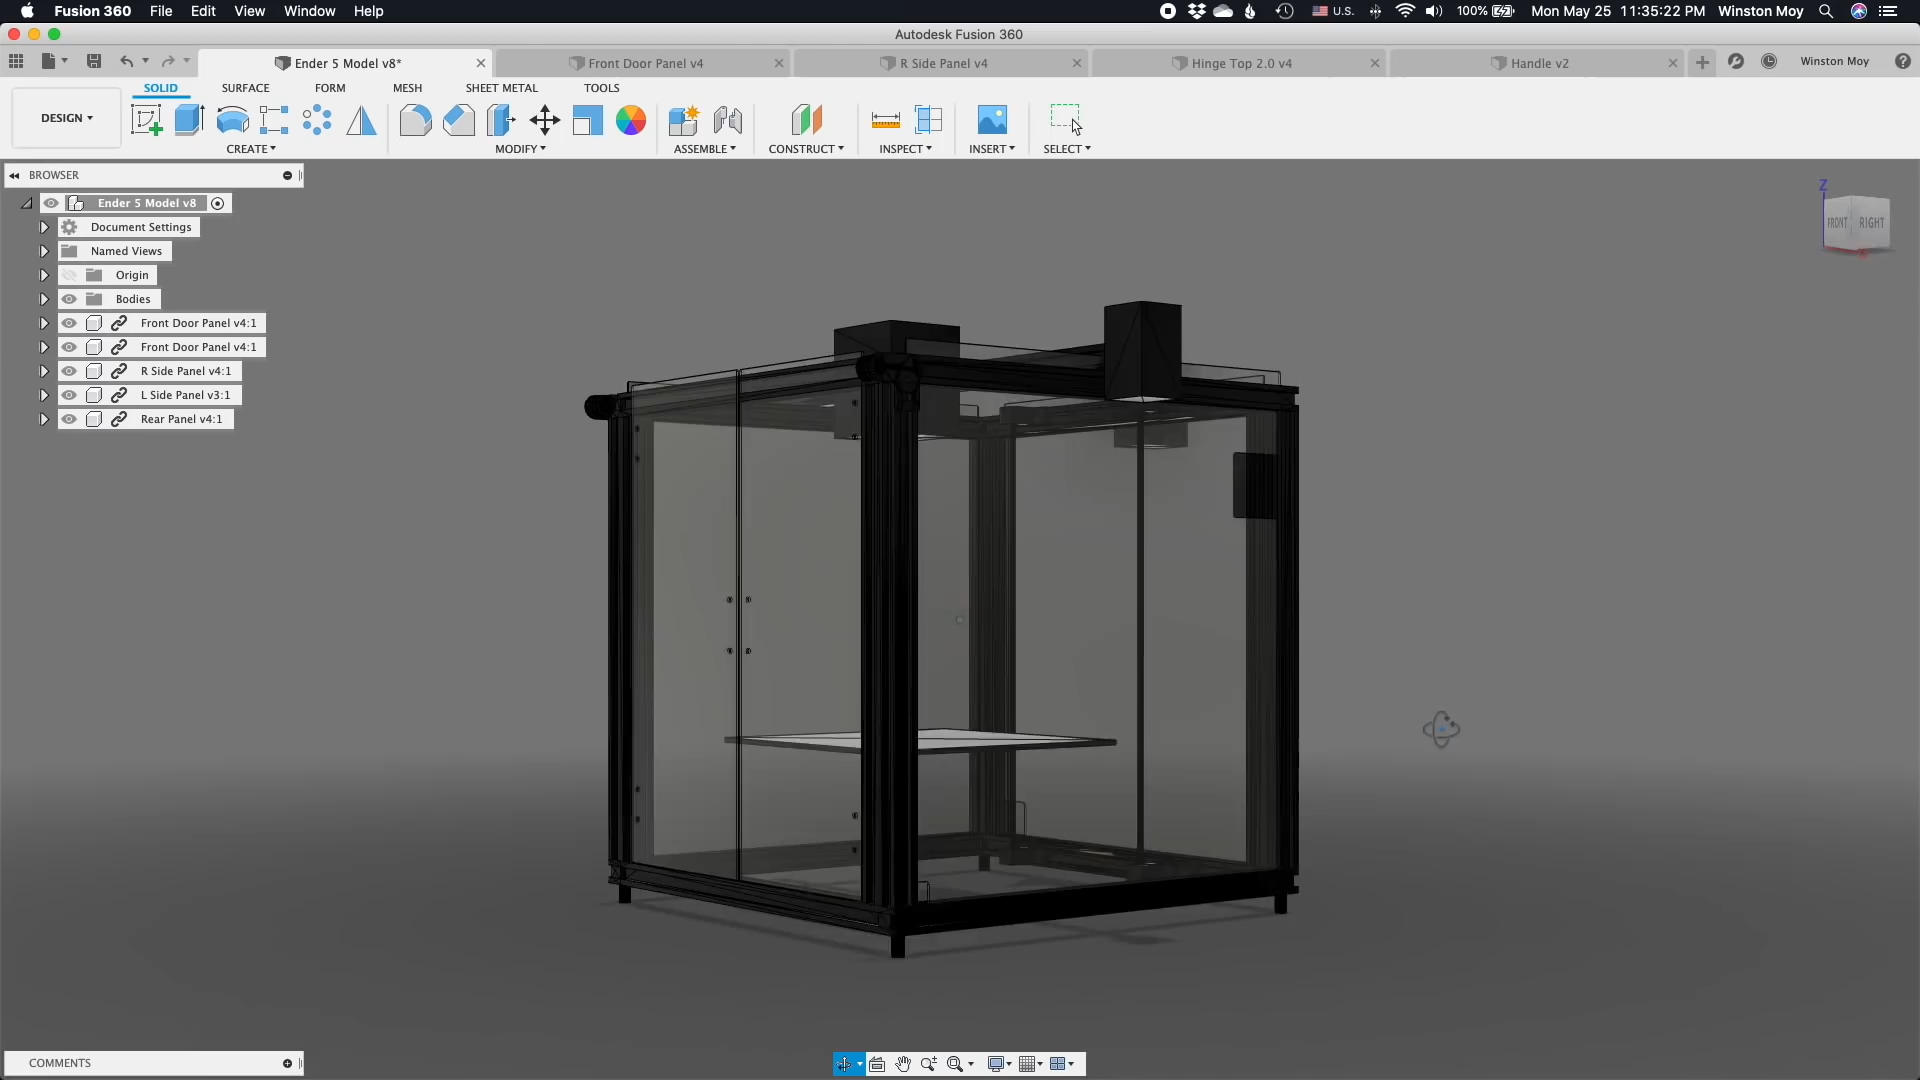 Fusion 360 File Edit View Window Help U.S. 100% Mon May 25 11:35:22 PM Winston Moy
Autodesk Fusion 360
Ender 5 Model v8* Front Door Panel v4 R Side Panel v4 Hinge Top 2.0 v4 Handle v2 Winston Moy
SOLID SURFACE FORM MESH SHEET METAL TOOLS
DESIGN
CREATE MODIFY ASSEMBLE CONSTRUCT INSPECT INSERT SELECT
BROWSER
Ender 5 Model v8
Document Settings
Named Views
Origin
Bodies
Front Door Panel v4:1
Front Door Panel v4:1
R Side Panel v4:1
L Side Panel v3:1
Rear Panel v4:1
Z
FRONT RIGHT
COMMENTS